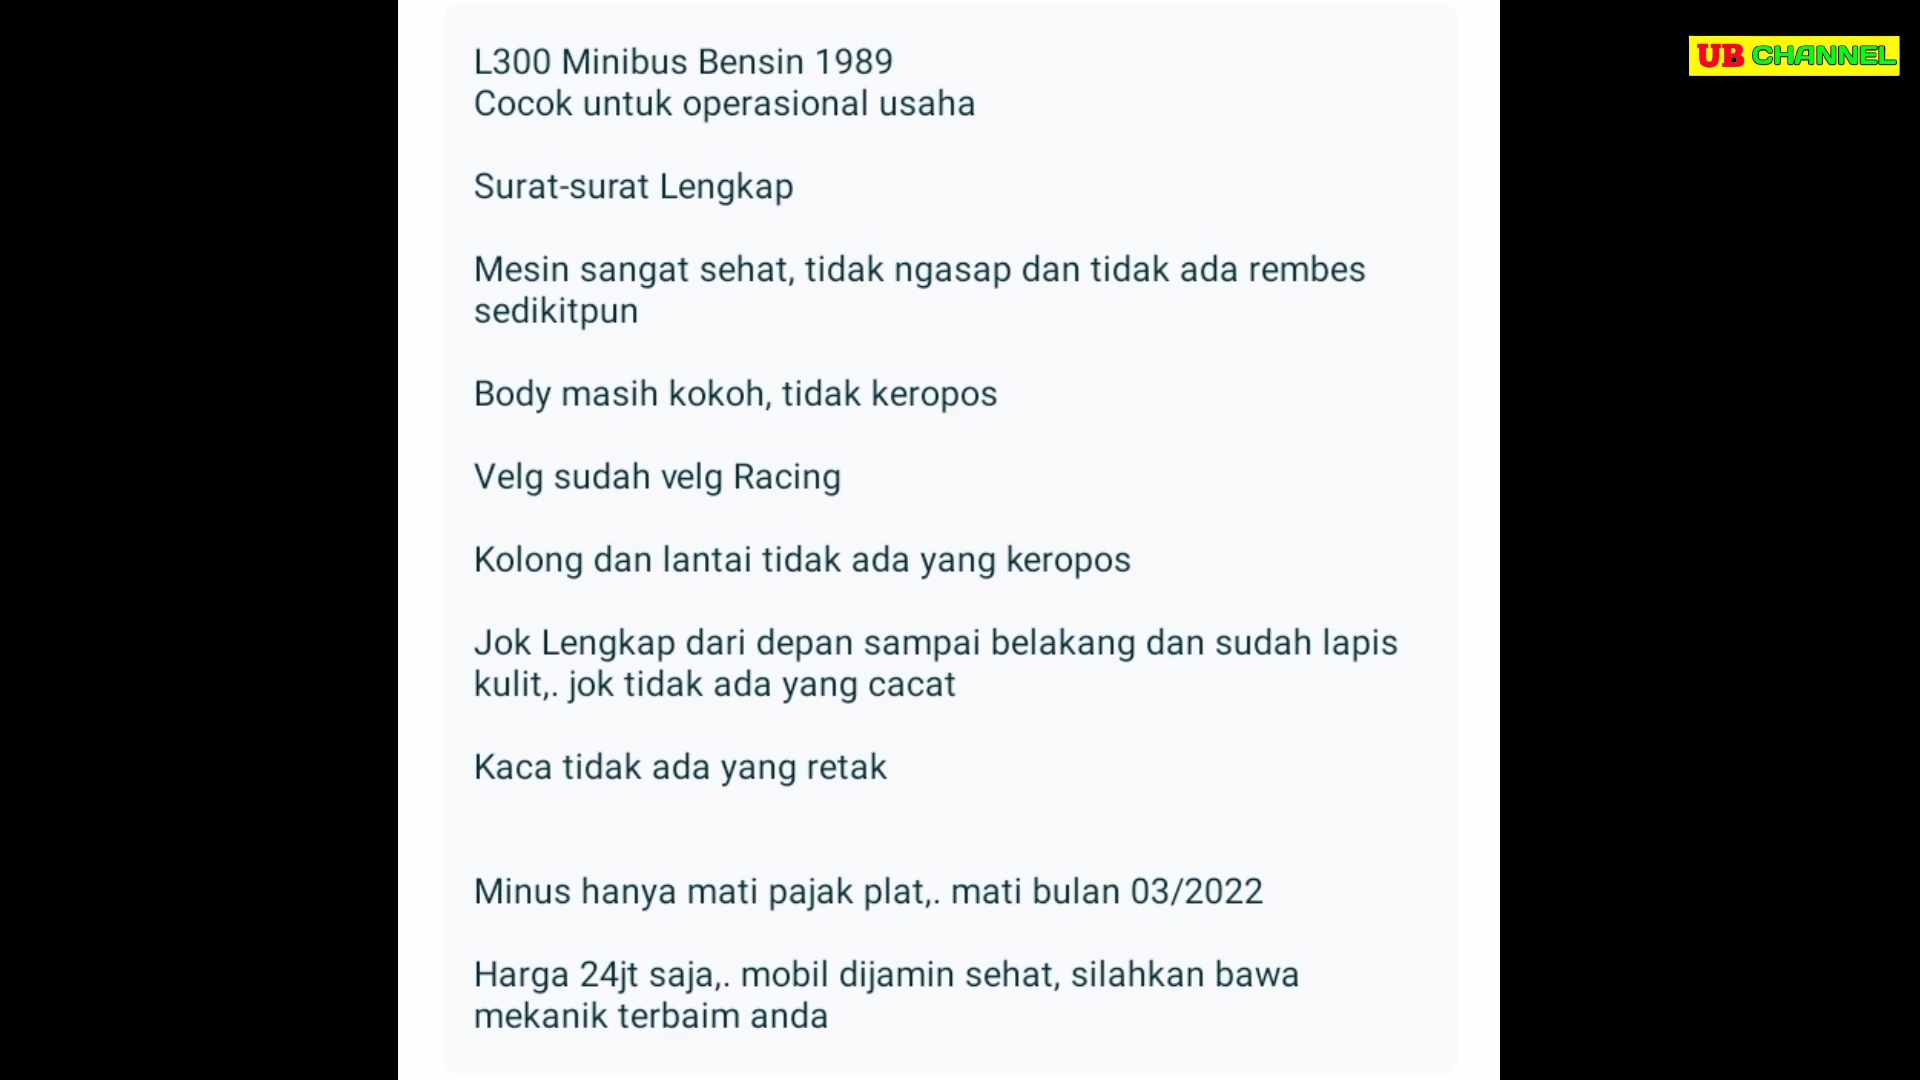 L300 Minibus Bensin 1989
Cocok untuk operasional usaha
Surat-surat Lengkap
Mesin sangat sehat, tidak ngasap dan tidak ada rembes
sedikitpun
Body masih kokoh, tidak keropos
Velg sudah velg Racing
Kolong dan lantai tidak ada yang keropos
Jok Lengkap dari depan sampai belakang dan sudah lapis
kulit,. jok tidak ada yang cacat
Kaca tidak ada yang retak
Minus hanya mati pajak plat,. mati bulan 03/2022
Harga 24jt saja,. mobil dijamin sehat, silahkan bawa
mekanik terbaim anda
UB CHANNEL